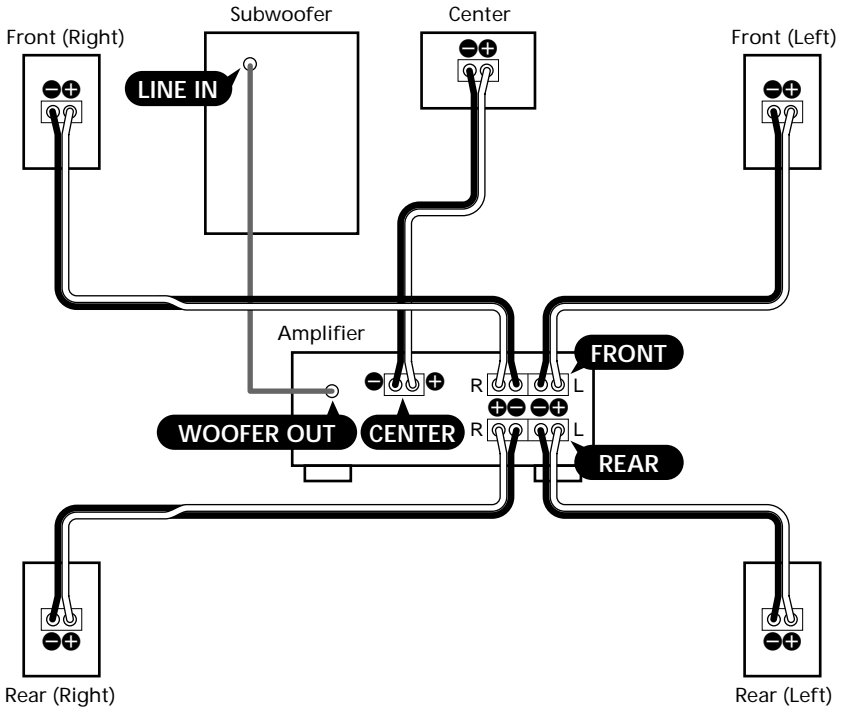 Subwoofer
Center
Front (Right)
Front (Left)
LINE IN
Amplifier
FRONT
R
L
WOOFER OUT
CENTER
R
L
REAR
Rear (Right)
Rear (Left)